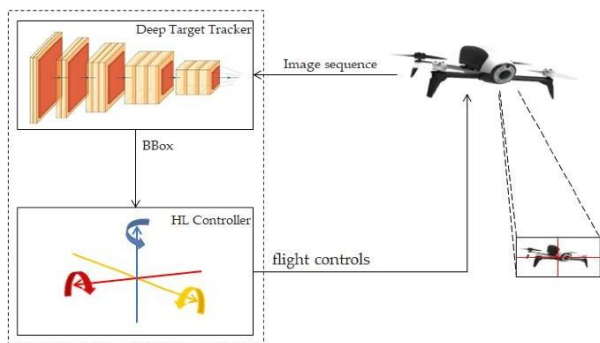 Deep Target Tracker
Image sequence
BBox
HL Controller
flight controls